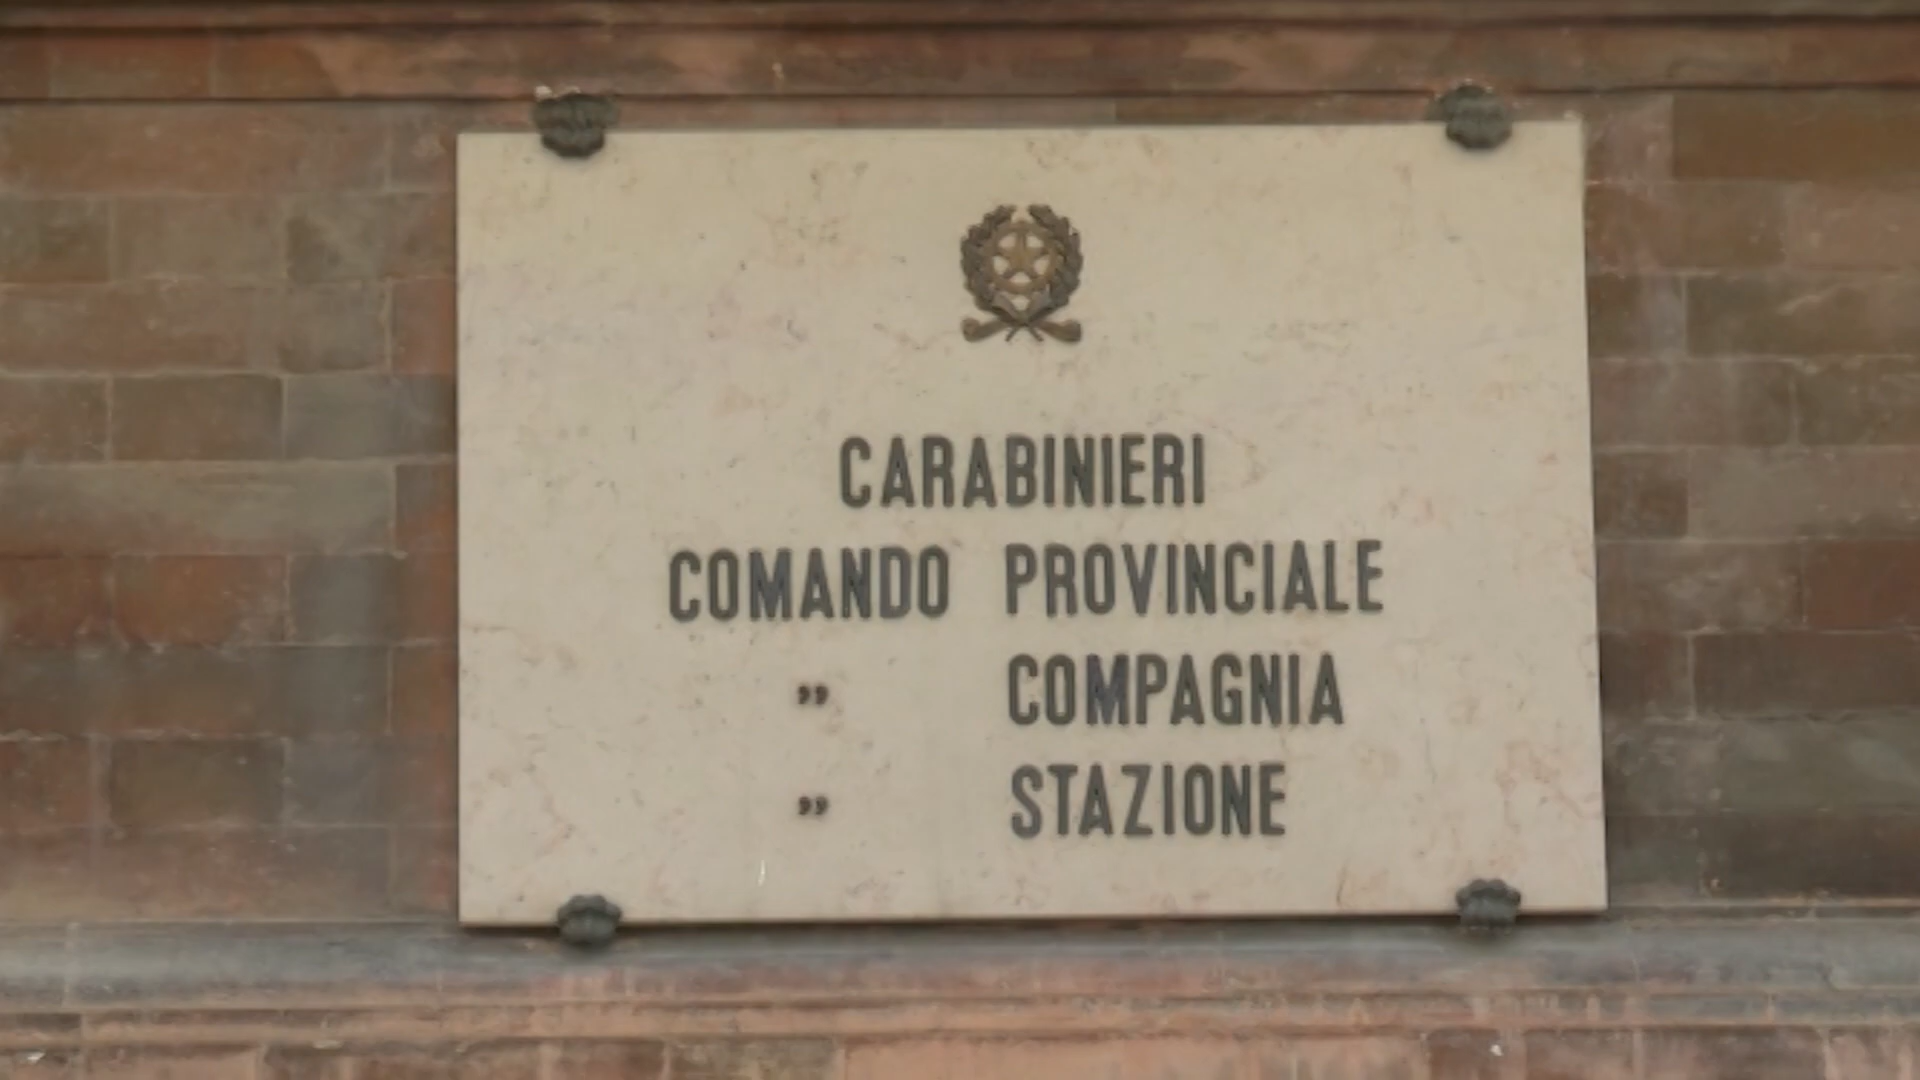 CARABINIERI
COMANDO PROVINCIALE
” COMPAGNIA
” STAZIONE